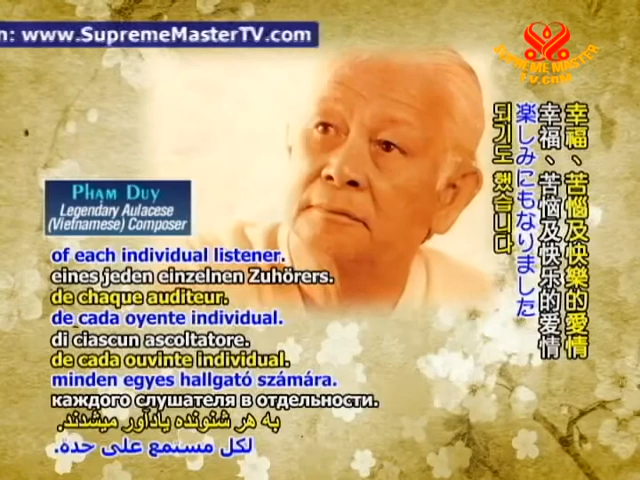 n: www.SupremeMasterTV.com
SUPREME MASTER
TV.COM
PHẠM DUY
Legendary Aulacese
(Vietnamese) Composer
of each individual listener.
eines jeden einzelnen Zuhörers.
de chaque auditeur.
de cada oyente individual.
di ciascun ascoltatore.
de cada ouvinte individual.
minden egyes hallgató számára.
каждого слушателя в отдельности.
به هر شنونده یادآور میشدند.
لكل مستمع على حدة.
幸福、苦惱及快樂的愛情
幸福、苦恼及快乐的爱情
楽しみにもなりました
되기도 했습니다